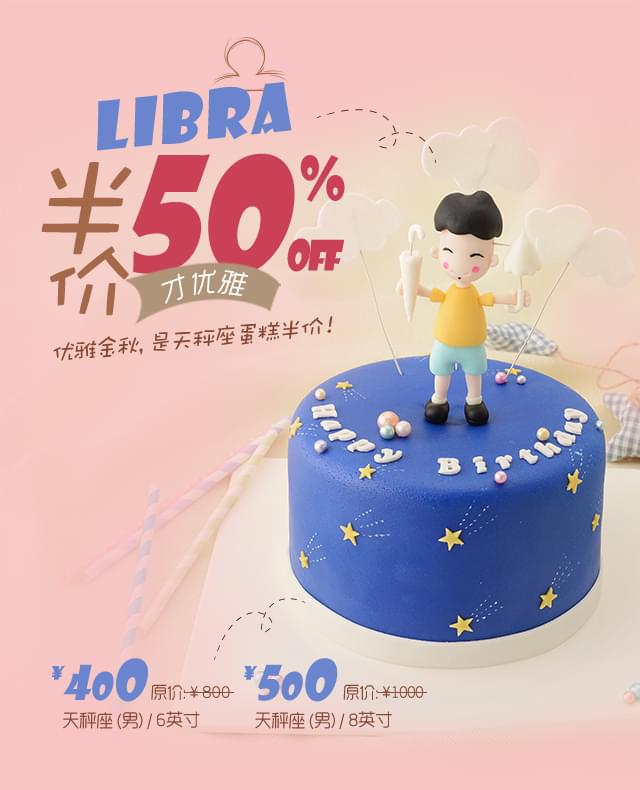 LIBRA
半价 50% OFF
才优雅
优雅金秋, 是天秤座蛋糕半价!
Happy Birthday
¥400 原价: ¥800
天秤座 (男) / 6英寸
¥500 原价: ¥1000
天秤座 (男) / 8英寸